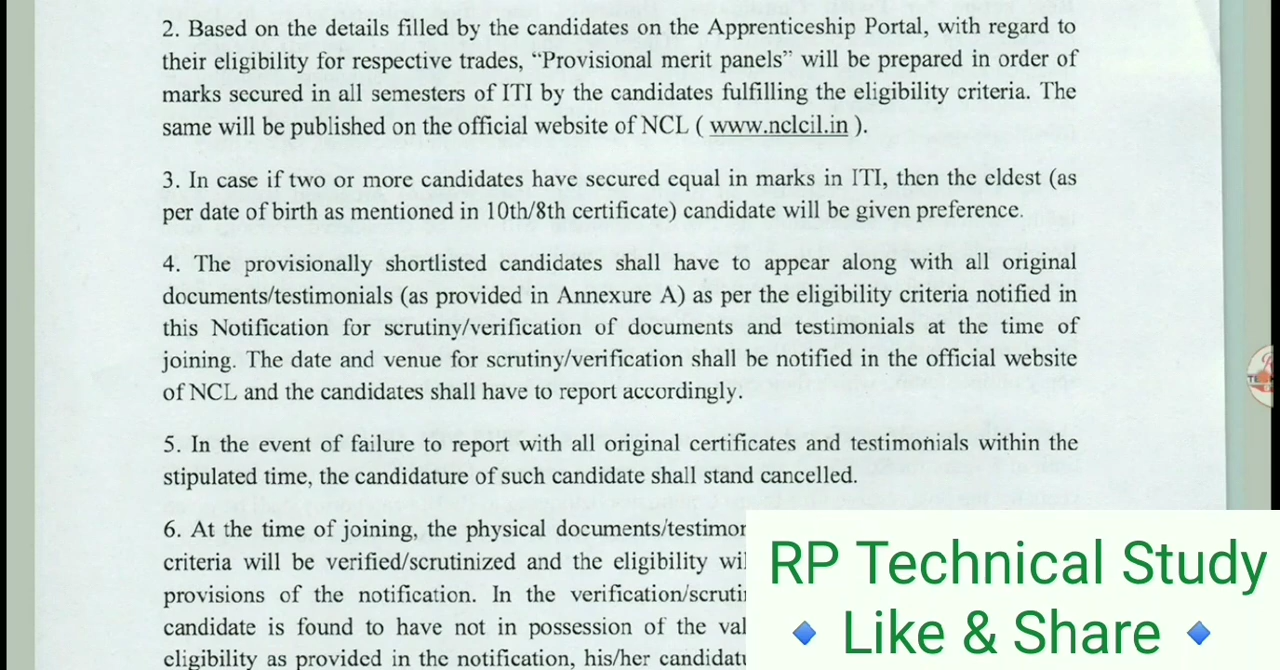 2. Based on the details filled by the candidates on the Apprenticeship Portal, with regard to
their eligibility for respective trades, “Provisional merit panels” will be prepared in order of
marks secured in all semesters of ITI by the candidates fulfilling the eligibility criteria. The
same will be published on the official website of NCL ( www.nclcil.in ).
3. In case if two or more candidates have secured equal in marks in ITI, then the eldest (as
per date of birth as mentioned in 10th/8th certificate) candidate will be given preference.
4. The provisionally shortlisted candidates shall have to appear along with all original
documents/testimonials (as provided in Annexure A) as per the eligibility criteria notified in
this Notification for scrutiny/verification of documents and testimonials at the time of
joining. The date and venue for scrutiny/verification shall be notified in the official website
of NCL and the candidates shall have to report accordingly.
5. In the event of failure to report with all original certificates and testimonials within the
stipulated time, the candidature of such candidate shall stand cancelled.
6. At the time of joining, the physical
criteria will be verified/scrutinized and the eligibility
provisions of the notification. In the
candidate is found to have not in possession of the
eligibility as provided in the notification, his/her
RP Technical Study
🔹 Like & Share 🔹